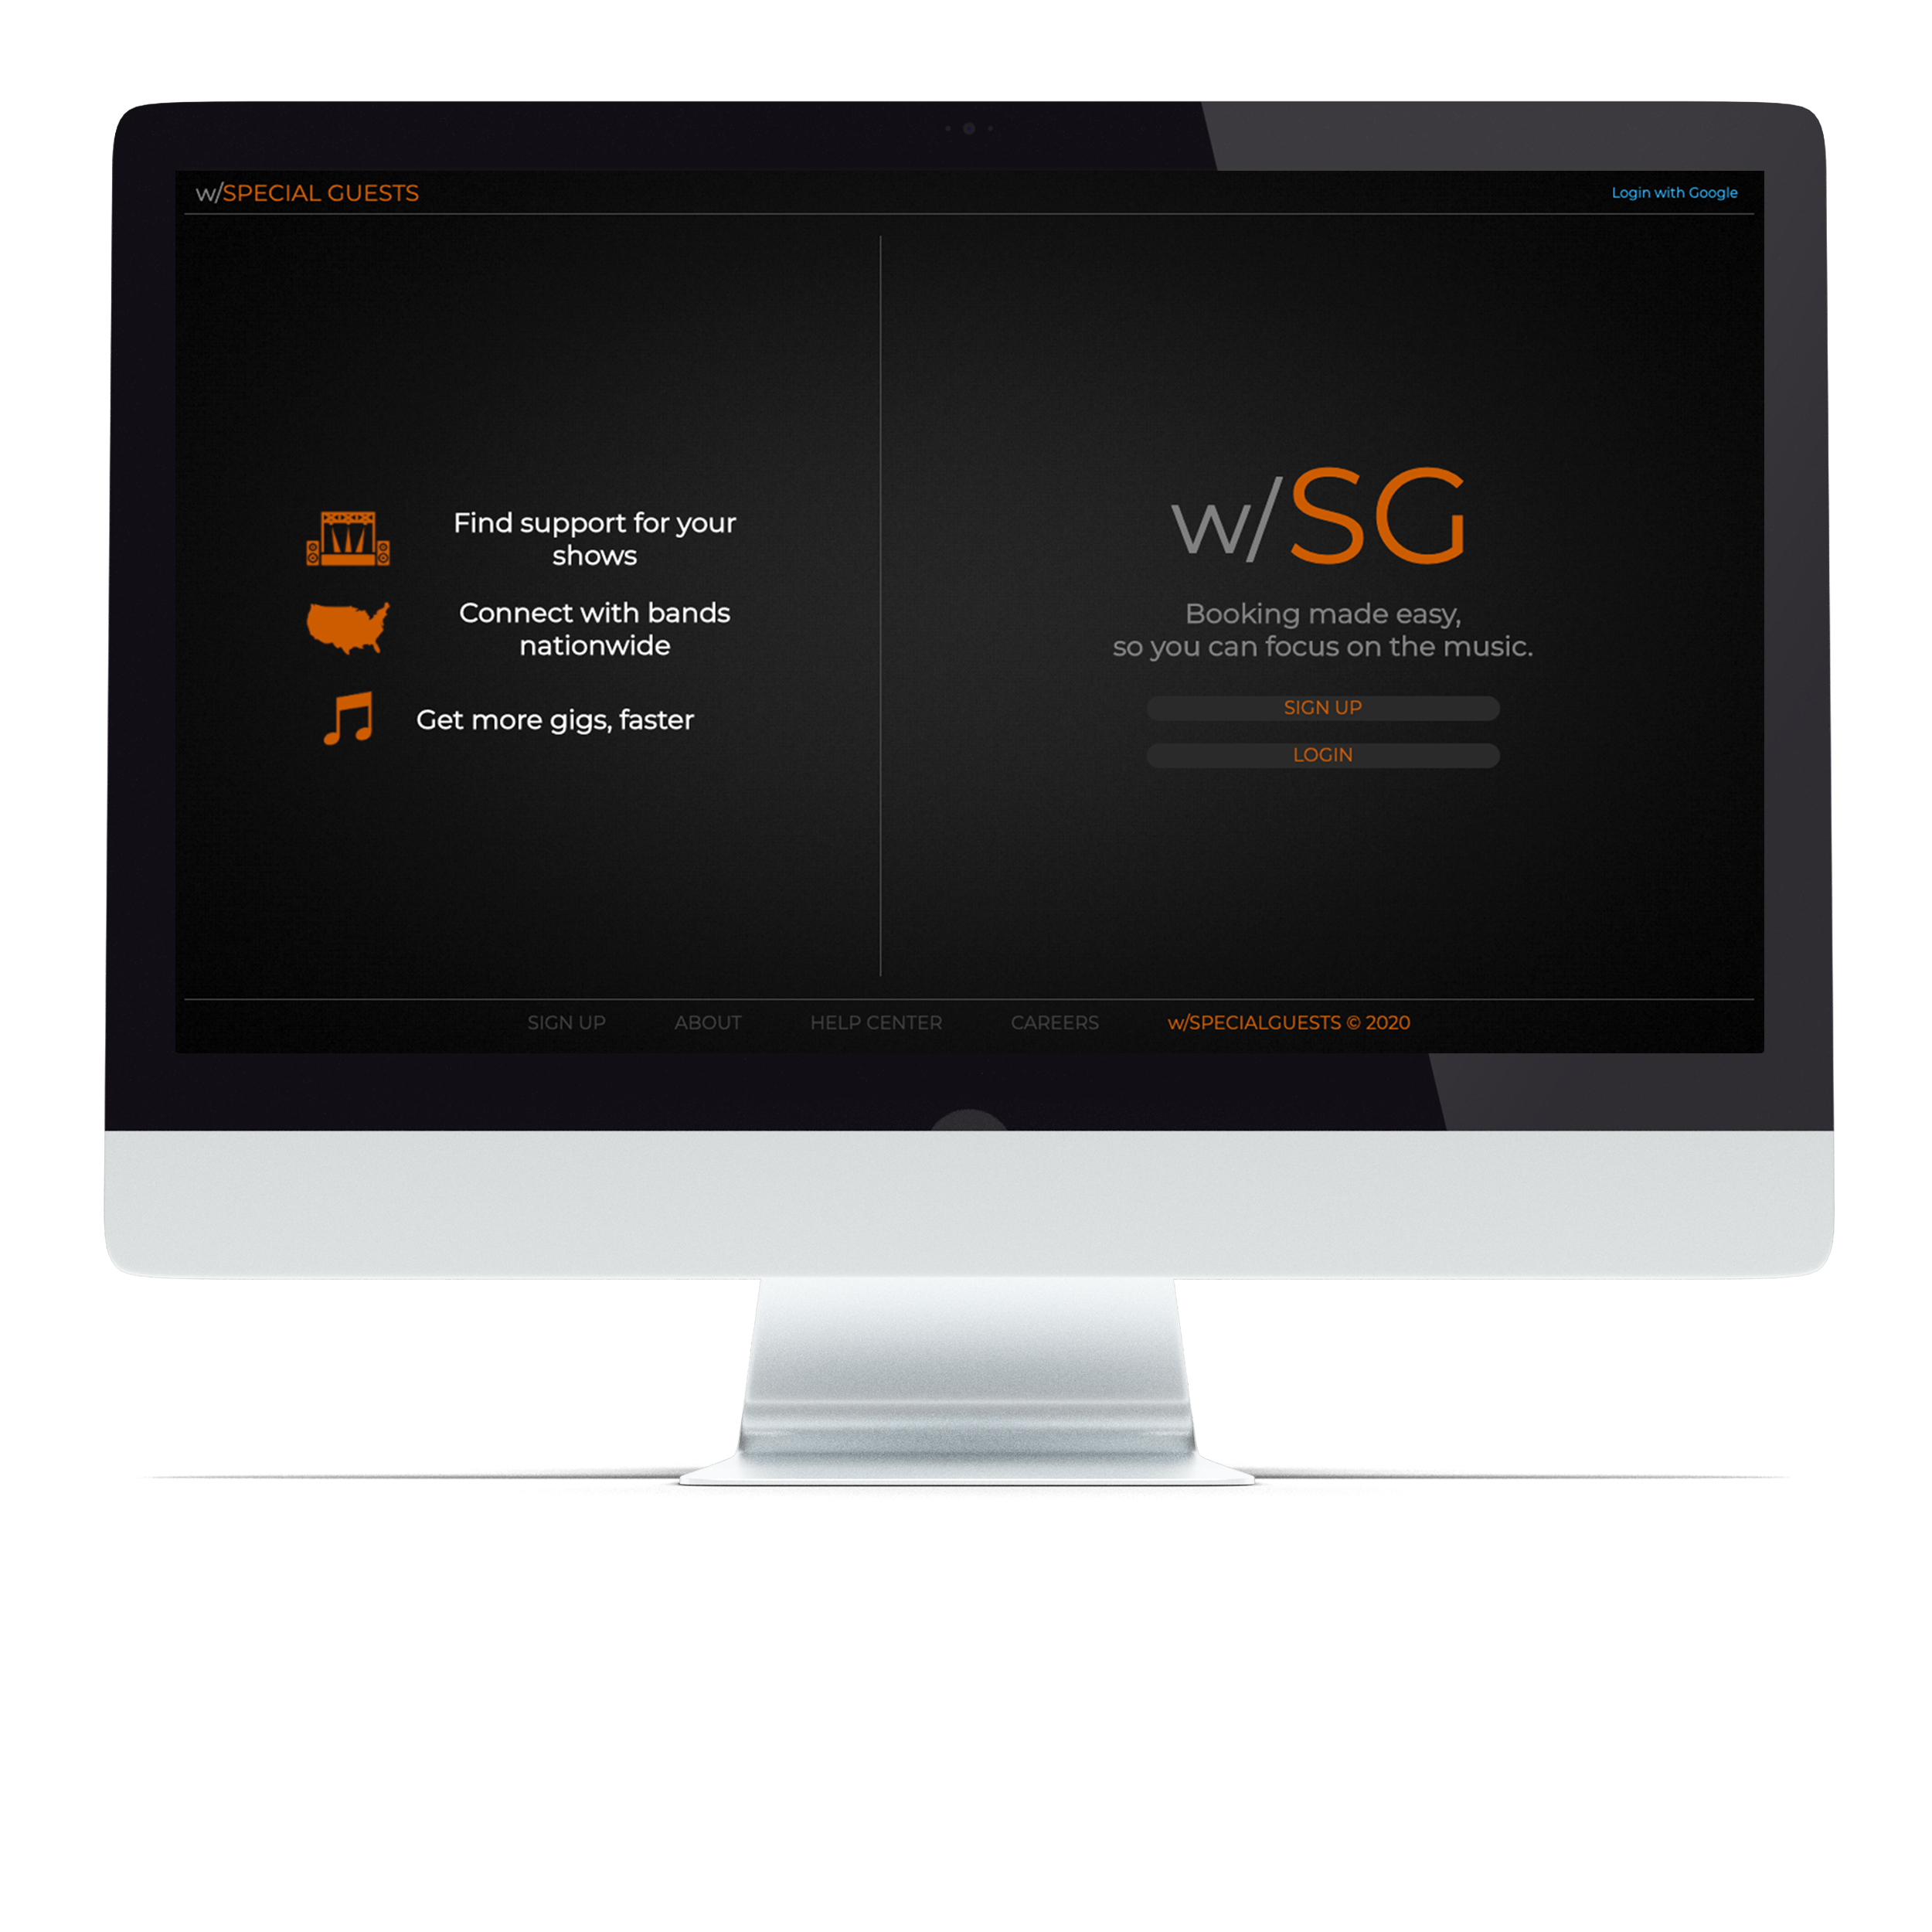 w/SPECIAL GUESTS
Login with Google
Find support for your
shows
Connect with bands
nationwide
Get more gigs, faster
w/SG
Booking made easy,
so you can focus on the music.
SIGN UP
LOGIN
SIGN UP ABOUT HELP CENTER CAREERS w/SPECIALGUESTS © 2020